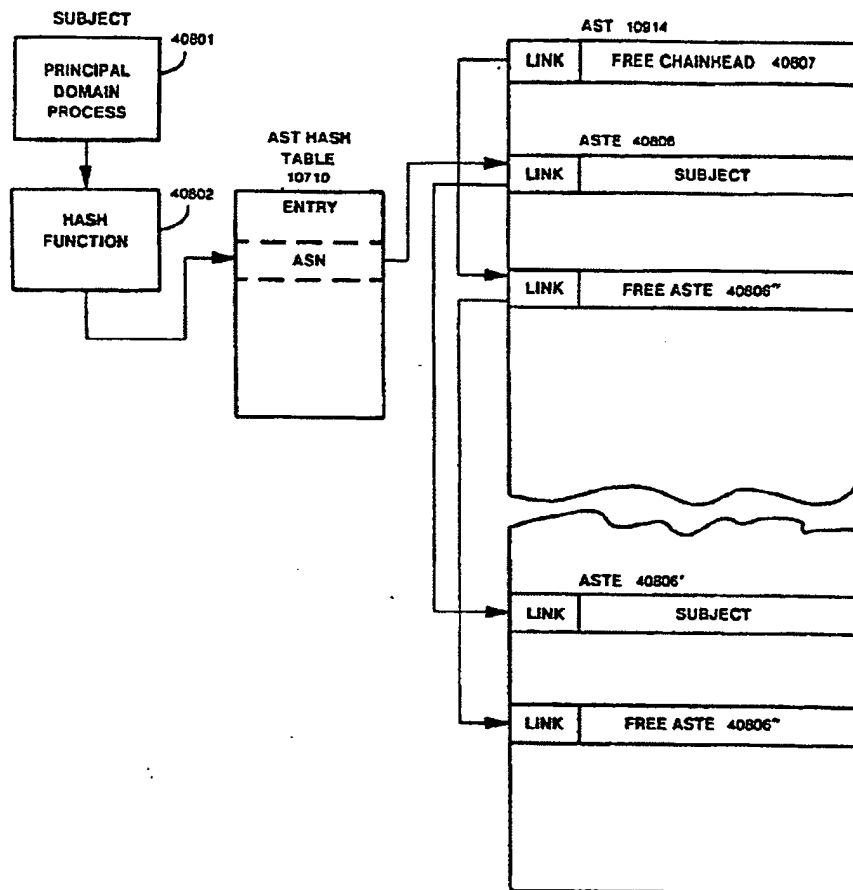 SUBJECT
40801
PRINCIPAL
DOMAIN
PROCESS
40802
HASH
FUNCTION
AST HASH
TABLE
10710
ENTRY
ASN
AST 10914
LINK FREE CHAINHEAD 40807
ASTE 40806
LINK SUBJECT
LINK FREE ASTE 40806"
ASTE 40806'
LINK SUBJECT
LINK FREE ASTE 40806"